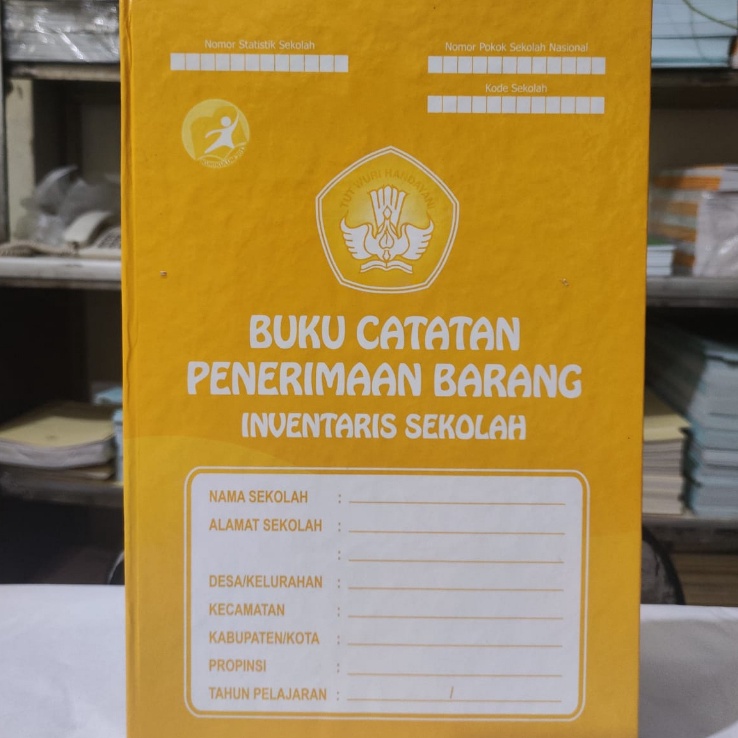 Nomor Statistik Sekolah
Nomor Pokok Sekolah Nasional
Kode Sekolah
TUT WURI HANDAYANI
BUKU CATATAN
PENERIMAAN BARANG
INVENTARIS SEKOLAH
NAMA SEKOLAH :
ALAMAT SEKOLAH :
:
DESA/KELURAHAN :
KECAMATAN :
KABUPATEN/KOTA :
PROPINSI :
TAHUN PELAJARAN : /